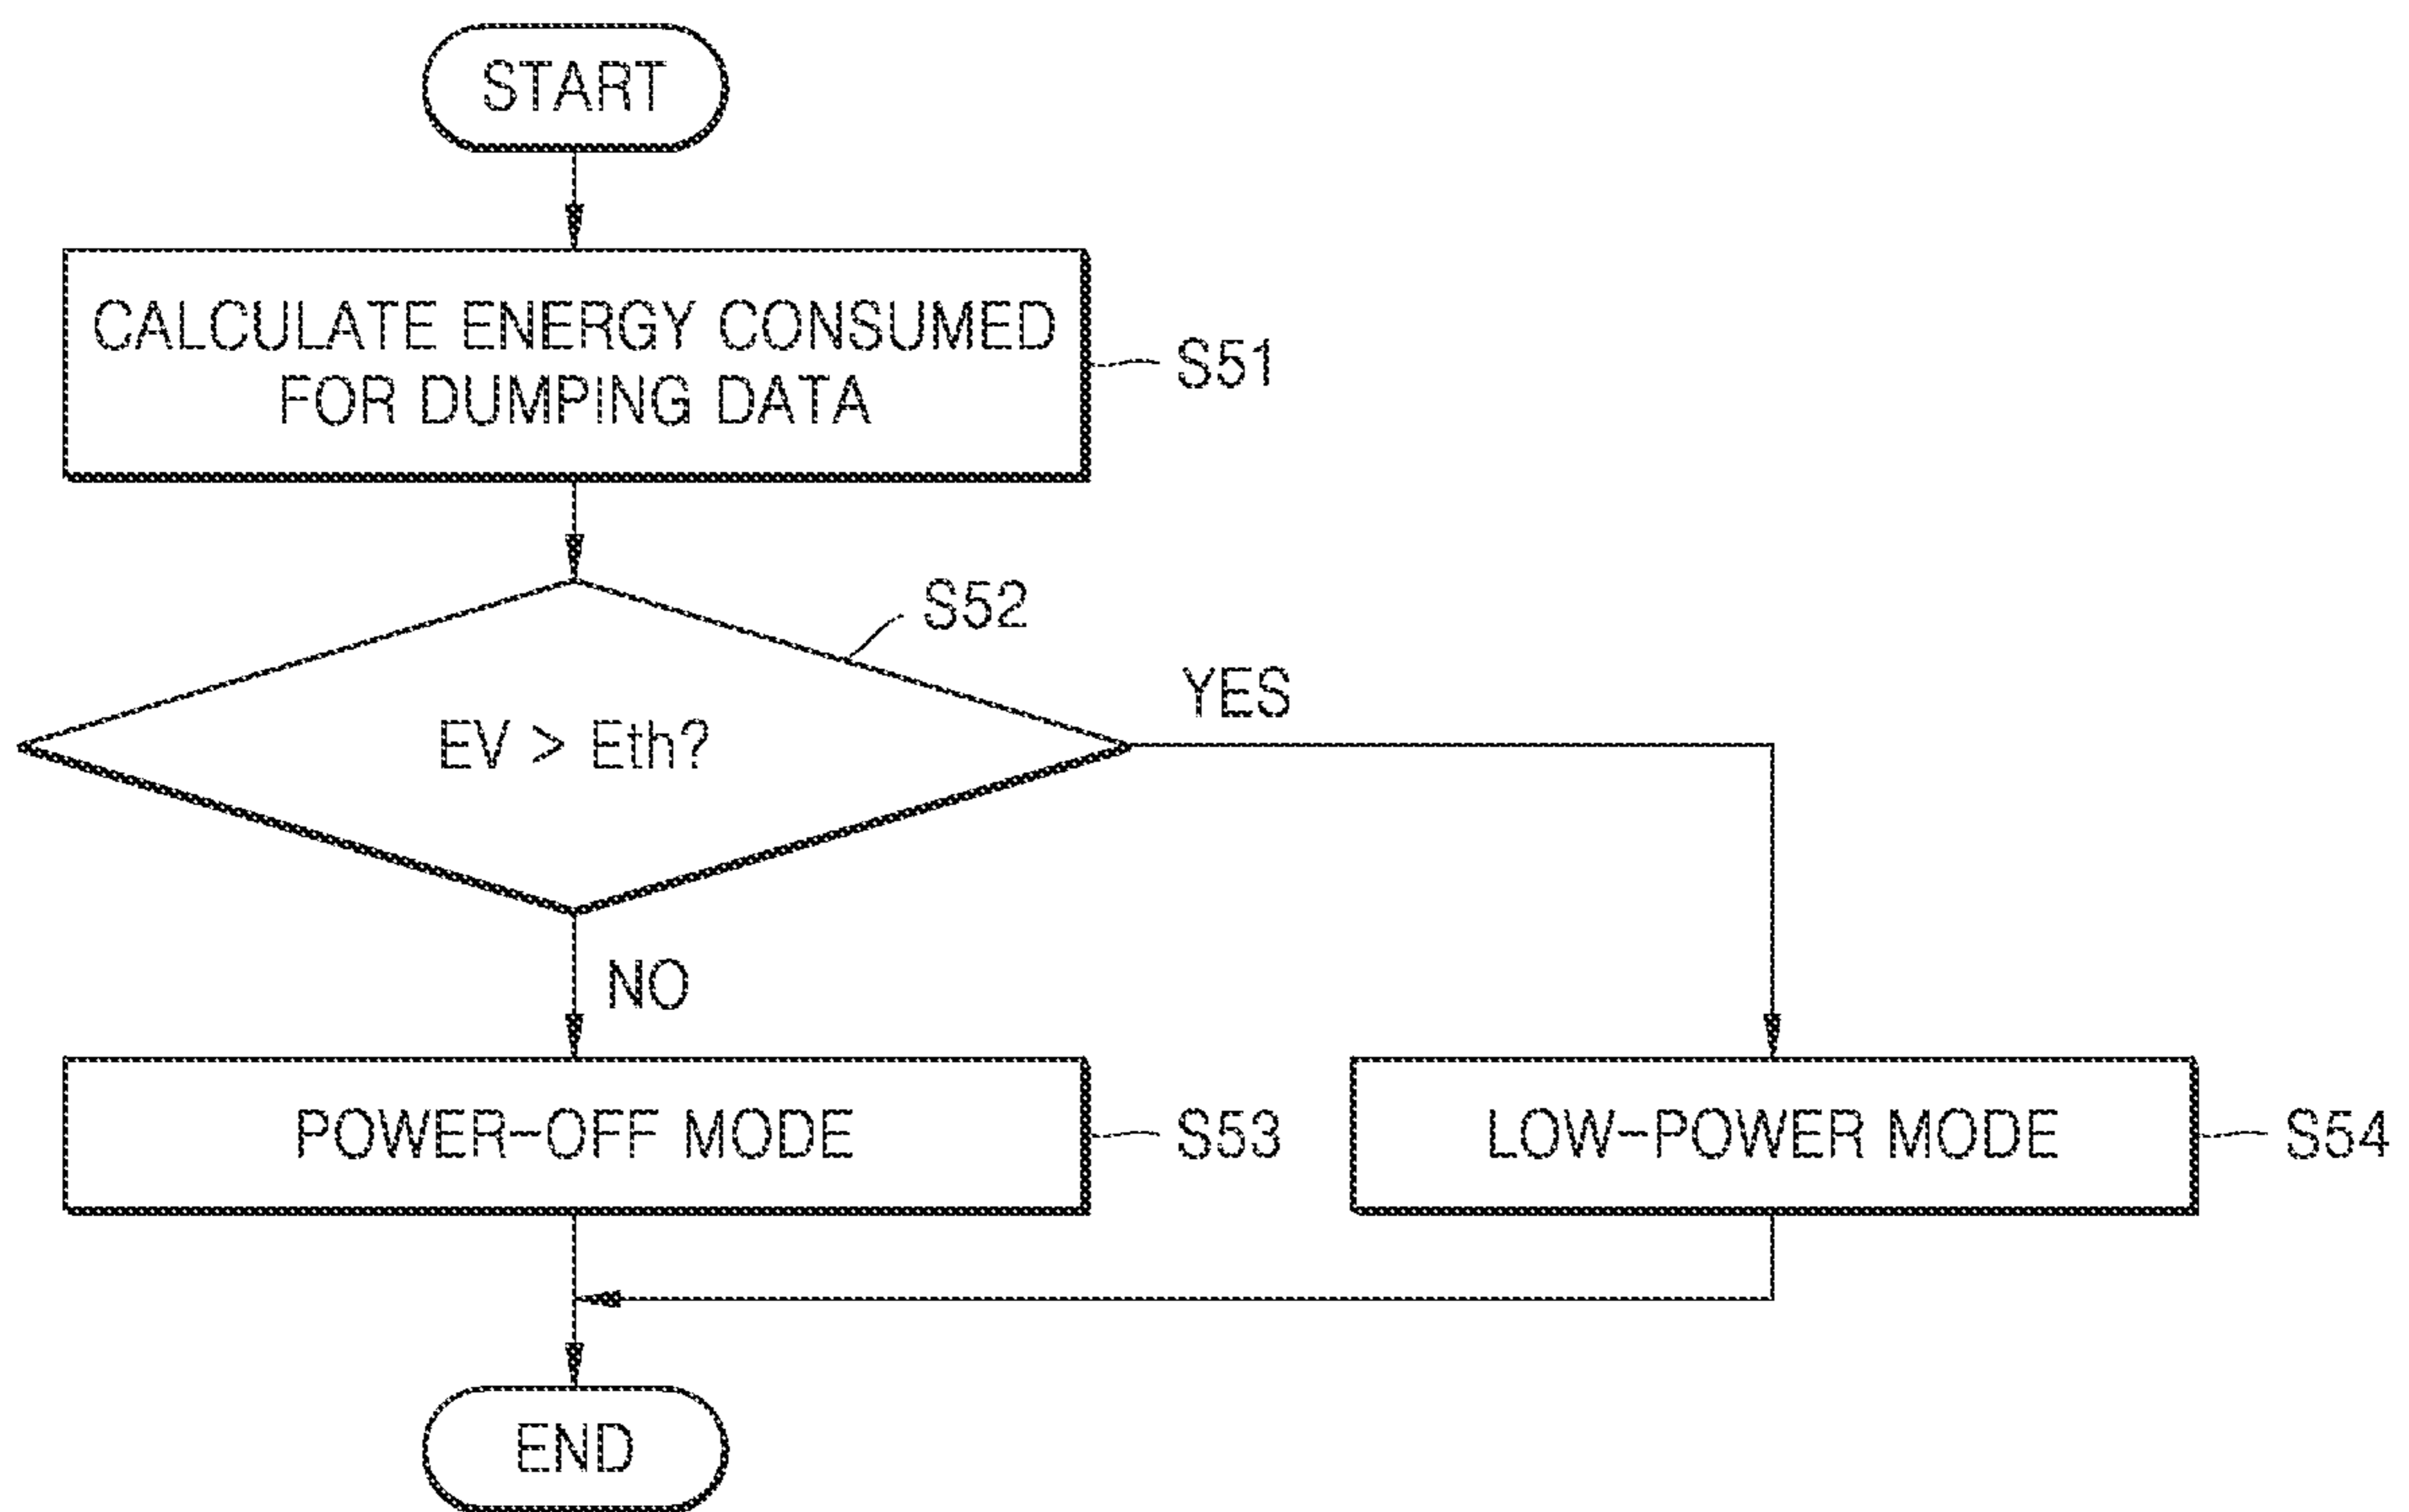 START
CALCULATE ENERGY CONSUMED
FOR DUMPING DATA
S51
S52
EV > Eth?
YES
NO
POWER-OFF MODE
S53
LOW-POWER MODE
S54
END